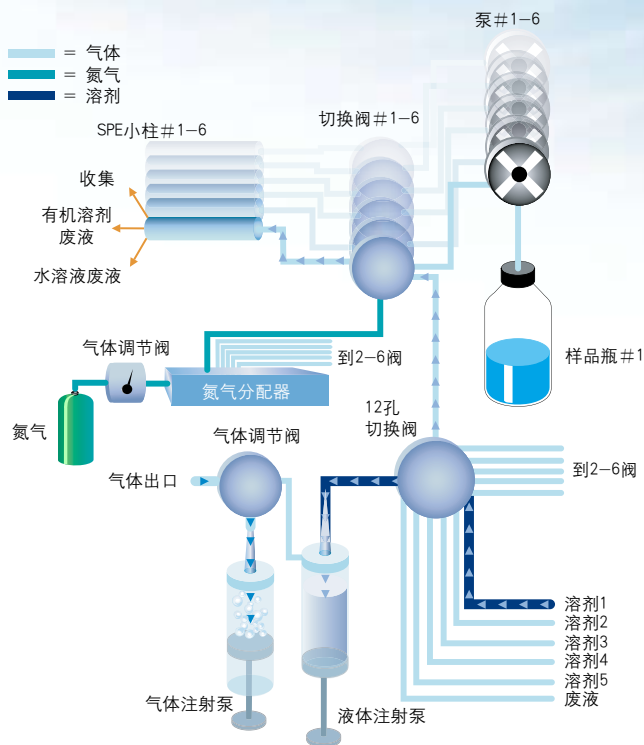 泵#1-6
= 气体
= 氮气
= 溶剂
SPE小柱#1-6
切换阀#1-6
收集
有机溶剂
废液
水溶液废液
气体调节阀
到2-6阀
样品瓶#1
氮气分配器
氮气
12孔
切换阀
气体调节阀
气体出口
到2-6阀
溶剂1
溶剂2
溶剂3
溶剂4
溶剂5
废液
气体注射泵
液体注射泵